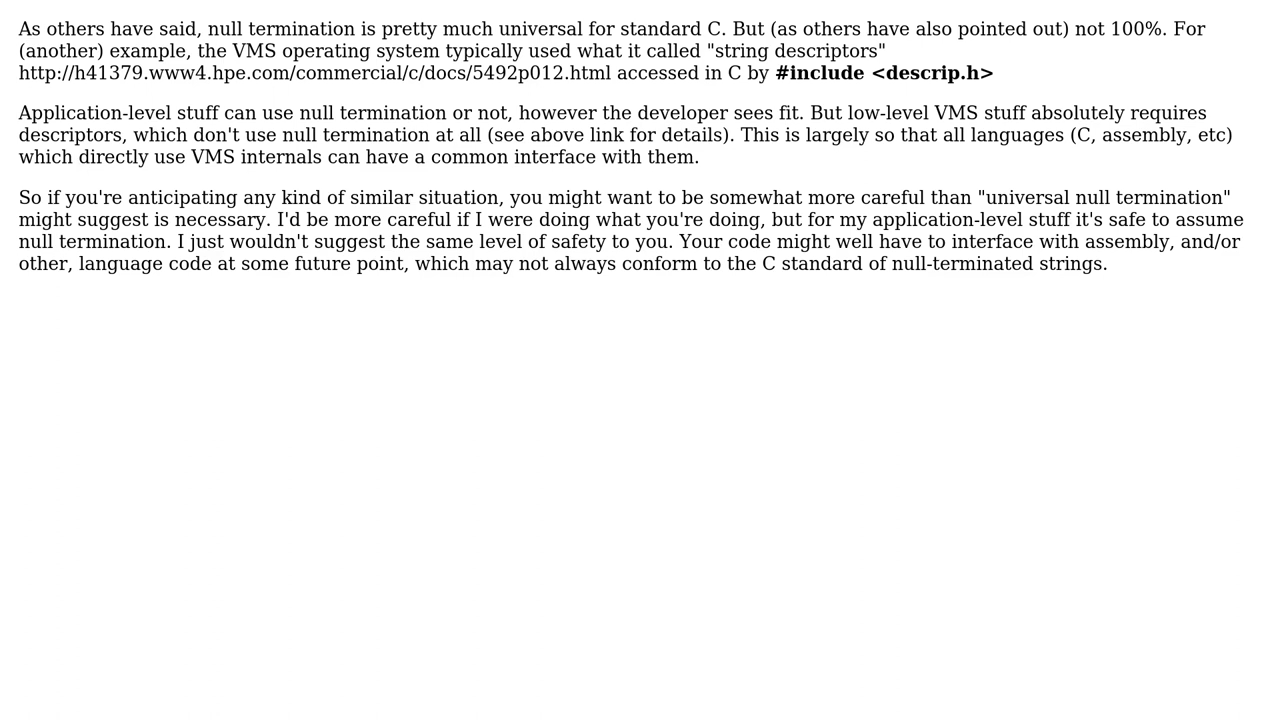 As others have said, null termination is pretty much universal for standard C. But (as others have also pointed out) not 100%. For
(another) example, the VMS operating system typically used what it called "string descriptors"
http://h41379.www4.hpe.com/commercial/c/docs/5492p012.html accessed in C by #include <descrip.h>
Application-level stuff can use null termination or not, however the developer sees fit. But low-level VMS stuff absolutely requires
descriptors, which don't use null termination at all (see above link for details). This is largely so that all languages (C, assembly, etc)
which directly use VMS internals can have a common interface with them.
So if you're anticipating any kind of similar situation, you might want to be somewhat more careful than "universal null termination"
might suggest is necessary. I'd be more careful if I were doing what you're doing, but for my application-level stuff it's safe to assume
null termination. I just wouldn't suggest the same level of safety to you. Your code might well have to interface with assembly, and/or
other, language code at some future point, which may not always conform to the C standard of null-terminated strings.